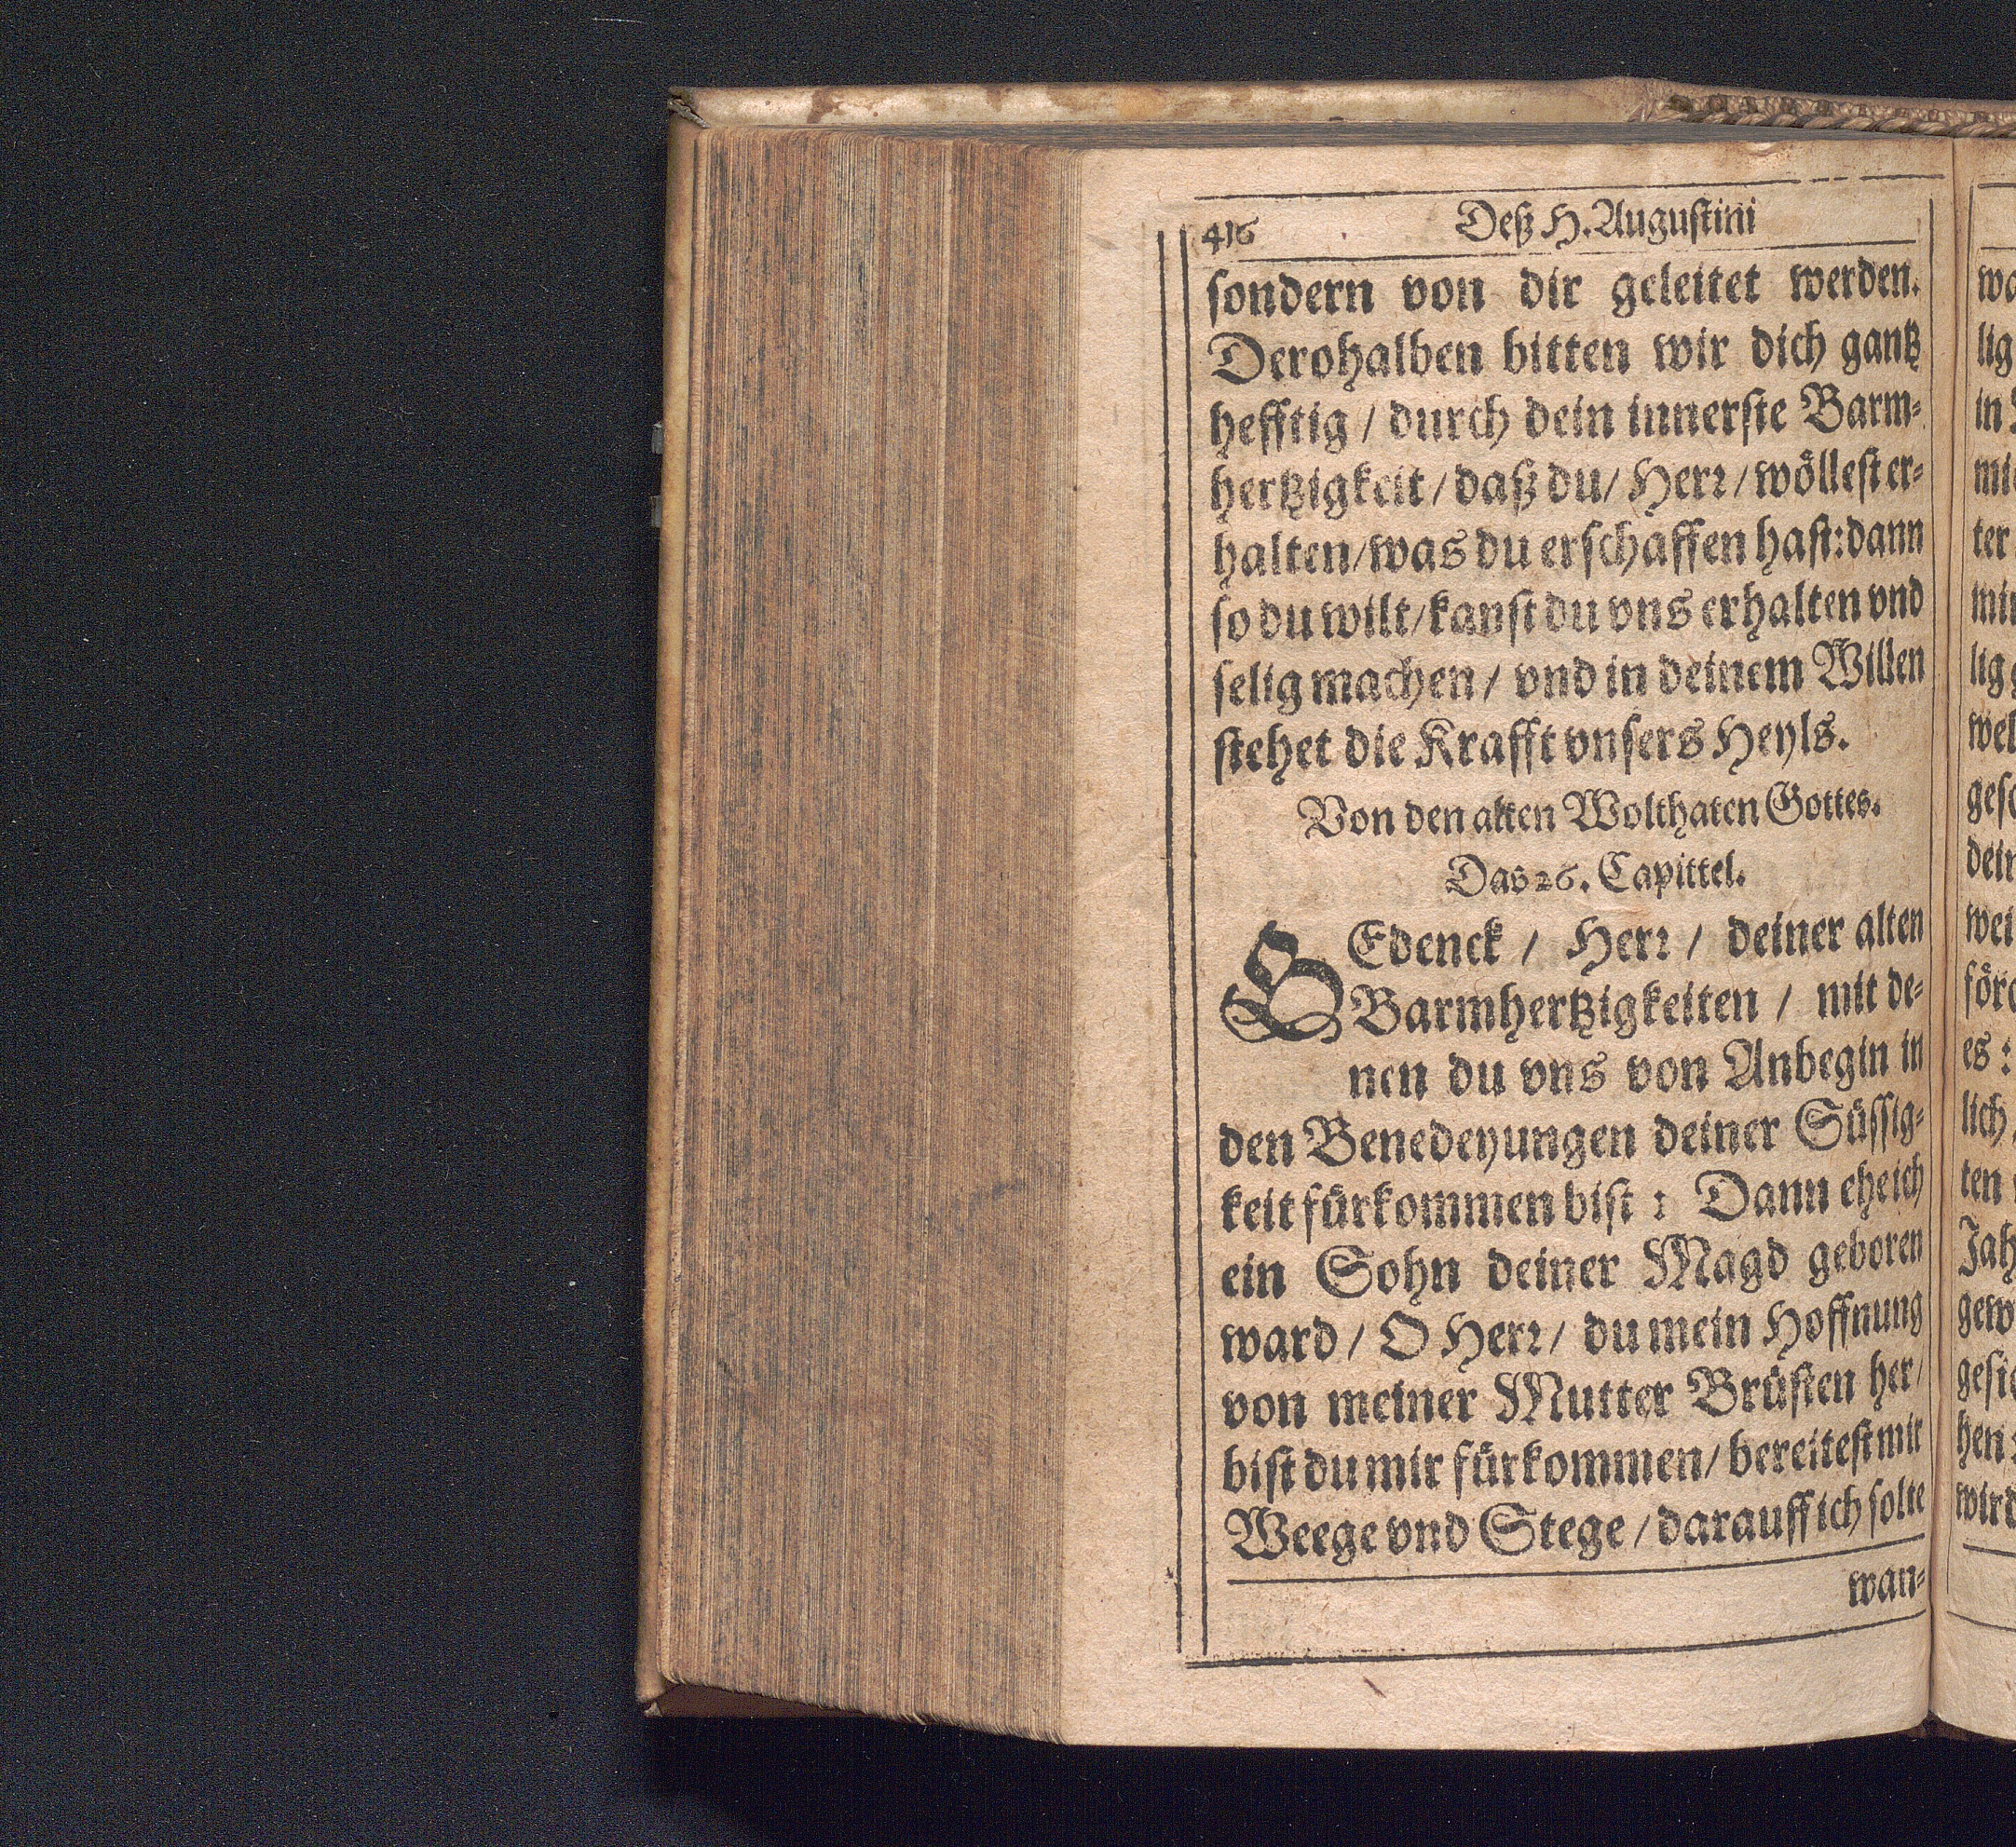 416 Deß H. Augustini
sondern von dir geleitet werden.
Derohalben bitten wir dich gantz
hefftig / durch dein innerste Barm⸗
hertzigkeit / daß du / Herꝛ / wöllest er⸗
halten / was du erschaffen hast: dann
so du wilt / kanst du vns erhalten vnd
selig machen / vnd in deinem Willen
stehet die Krafft vnsers Heyls.
Von den alten Wolthaten Gottes.
Das 26. Capittel.
GEdenck / Herꝛ / deiner alten
Barmhertzigkeiten / mit de⸗
nen du vns von Anbegin in
den Benedeyungen deiner Süssig⸗
keit fürkommen bist : Dann ehe ich
ein Sohn deiner Magd geboren
ward / O Herꝛ / du mein Hoffnung
von meiner Mutter Brüsten her /
bist du mir fürkommen / bereitest mir
Weege vnd Stege / darauff ich solte
wan⸗